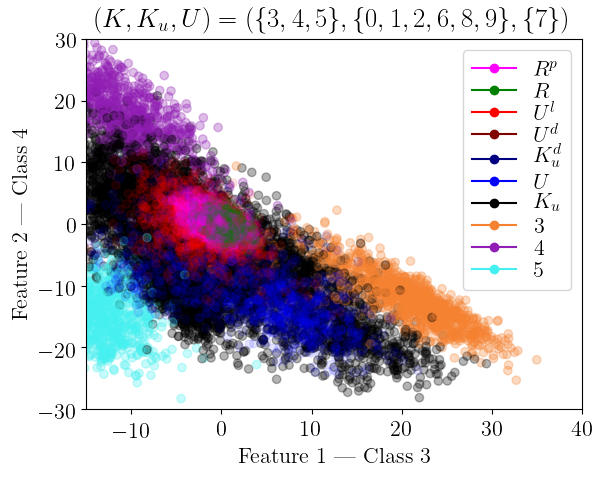 (K, K_u, U) = ({3, 4, 5}, {0, 1, 2, 6, 8, 9}, {7})
30
20
10
0
−10
−20
−30
Feature 2 — Class 4
R^p
R
U^l
U^d
K_u^d
U
K_u
3
4
5
−10
0
10
20
30
40
Feature 1 — Class 3